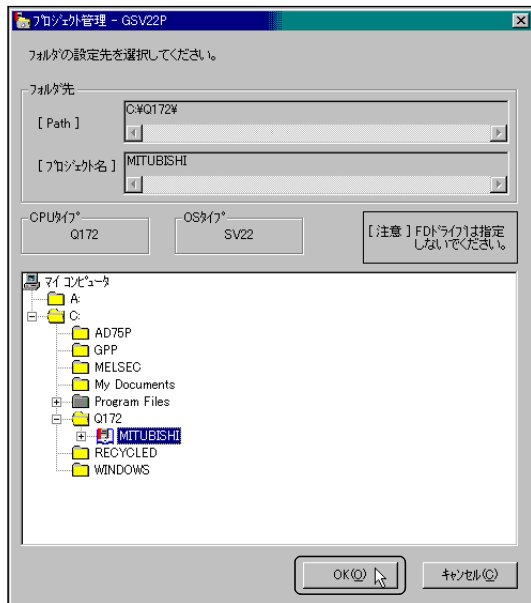 ﾌﾟﾛｼﾞｪｸﾄ管理 - GSV22P
ﾌｫﾙﾀﾞの設定先を選択してください。
ﾌｫﾙﾀﾞ先
[ Path ]
C:¥Q172¥
[ ﾌﾟﾛｼﾞｪｸﾄ名 ]
MITUBISHI
CPUﾀｲﾌﾟ
Q172
OSﾀｲﾌﾟ
SV22
[ 注意 ] FDﾄﾞﾗｲﾌﾞは指定
しないでください。
マイ コンピュータ
A:
C:
AD75P
GPP
MELSEC
My Documents
Program Files
Q172
MITUBISHI
RECYCLED
WINDOWS
OK(O)
ｷｬﾝｾﾙ(C)